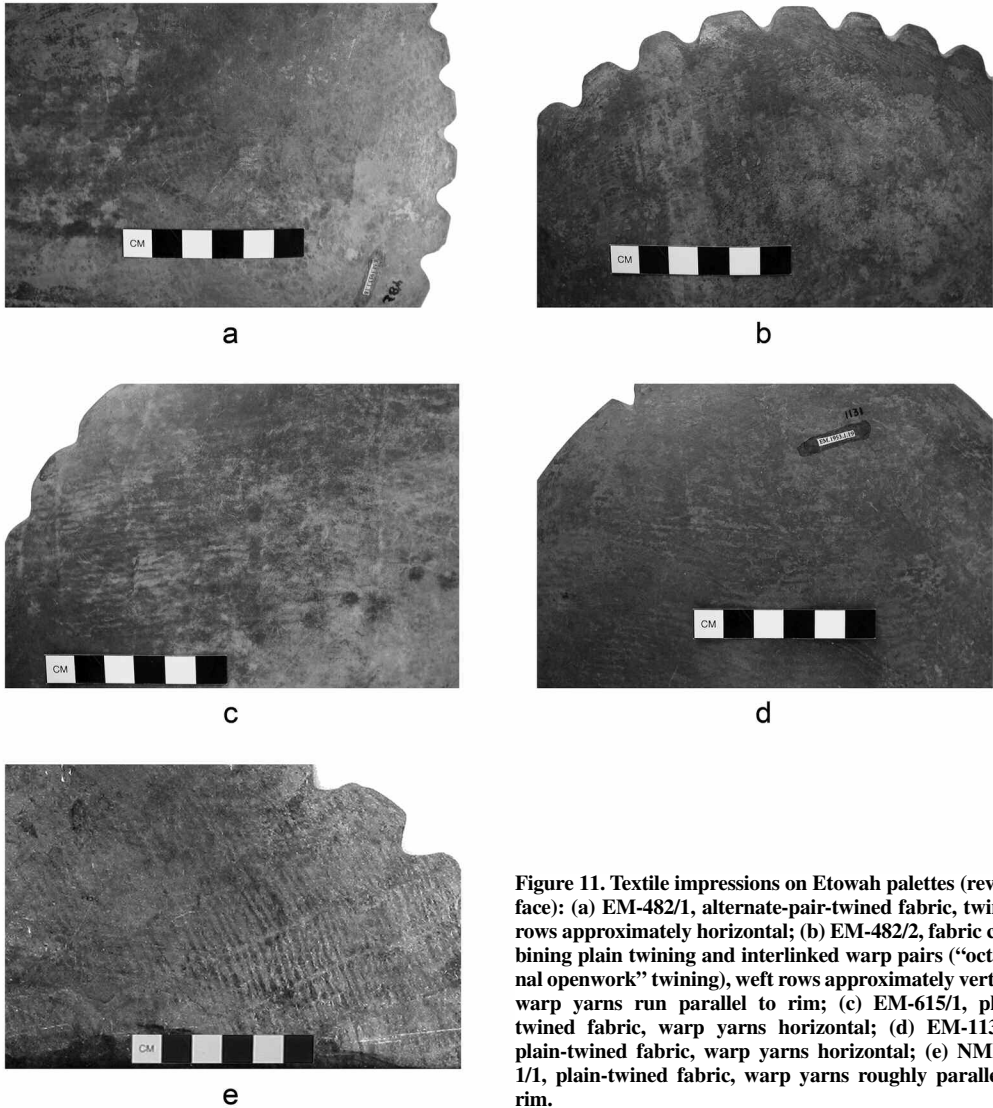 CM
a
CM
b
CM
c
1131
CM
d
CM
e
Figure 11. Textile impressions on Etowah palettes (rev
face): (a) EM-482/1, alternate-pair-twined fabric, twin
rows approximately horizontal; (b) EM-482/2, fabric c
bining plain twining and interlinked warp pairs (“oct
nal openwork” twining), weft rows approximately vert
warp yarns run parallel to rim; (c) EM-615/1, pl
twined fabric, warp yarns horizontal; (d) EM-113
plain-twined fabric, warp yarns horizontal; (e) NM
1/1, plain-twined fabric, warp yarns roughly parallel
rim.